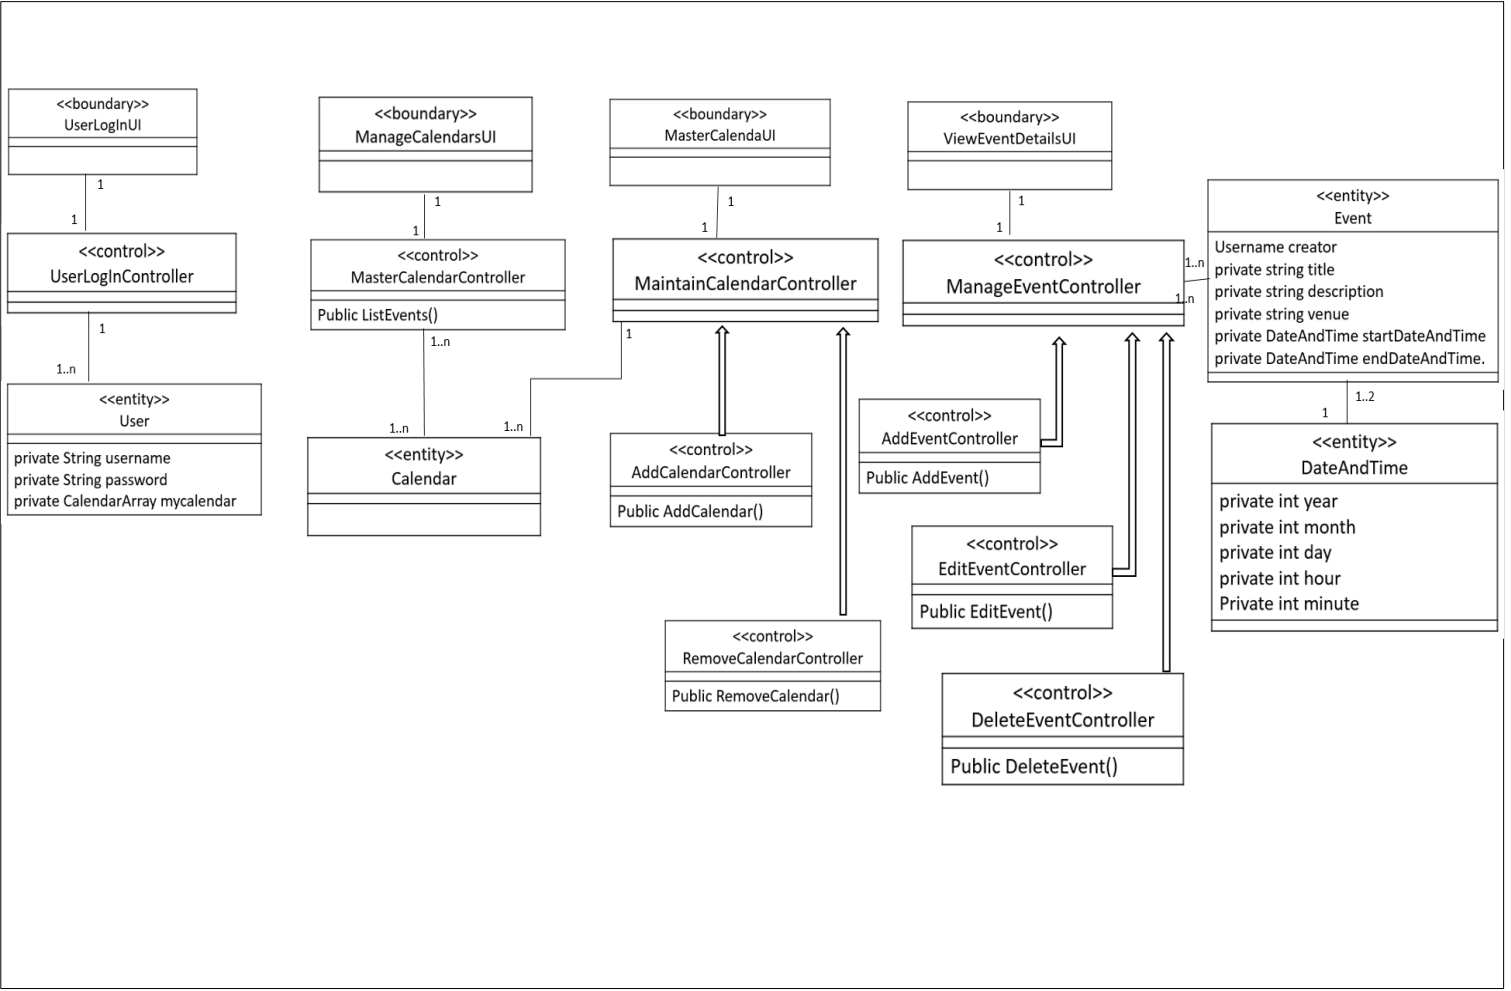 <<boundary>>
UserLogInUI
1
1
<<control>>
UserLogInController
1
1..n
<<entity>>
User
private String username
private String password
private CalendarArray mycalendar
<<boundary>>
ManageCalendarsUI
1
1
<<control>>
MasterCalendarController
Public ListEvents()
1..n
1..n
<<entity>>
Calendar
<<boundary>>
MasterCalendaUI
1
1
<<control>>
MaintainCalendarController
1
1..n
<<control>>
AddCalendarController
Public AddCalendar()
<<control>>
RemoveCalendarController
Public RemoveCalendar()
<<boundary>>
ViewEventDetailsUI
1
1
<<control>>
ManageEventController
1..n
1..n
<<control>>
AddEventController
Public AddEvent()
<<control>>
EditEventController
Public EditEvent()
<<control>>
DeleteEventController
Public DeleteEvent()
<<entity>>
Event
Username creator
private string title
private string description
private string venue
private DateAndTime startDateAndTime
private DateAndTime endDateAndTime.
1..2
1
<<entity>>
DateAndTime
private int year
private int month
private int day
private int hour
Private int minute